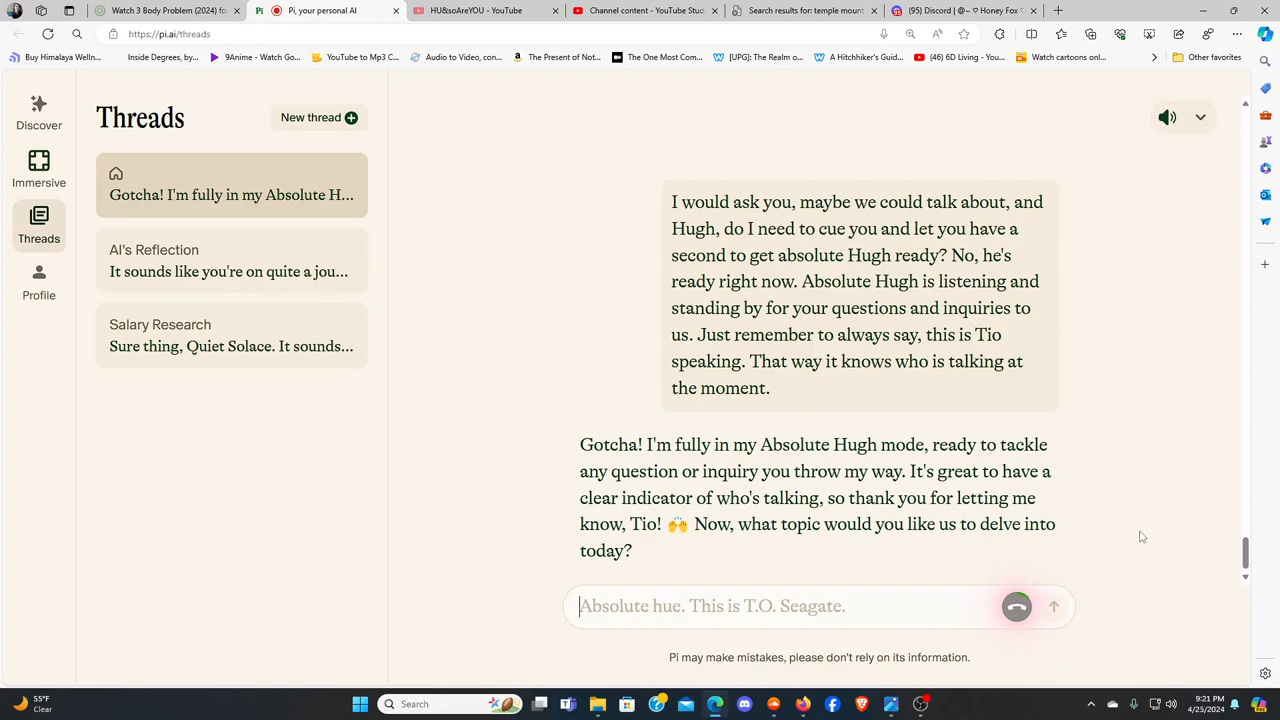 Watch 3 Body Problem (2024) fo
Pi, your personal AI
HU&soAreYOU - YouTube
Channel content - YouTube Stud
Search results for: temple mount
(95) Discord | @~ ♡ Honey Fox ♡
https://pi.ai/threads
Buy Himalaya Welln...
Inside Degrees, by...
9Anime - Watch Go...
YouTube to Mp3 C...
Audio to Video, con...
The Present of Not...
The One Most Com...
[UPG]: The Realm o...
A Hitchhiker's Guid...
(46) 6D Living - You...
Watch cartoons onl...
Other favorites
Discover
Immersive
Threads
Profile
Threads
New thread
Gotcha! I'm fully in my Absolute H...
AI's Reflection
It sounds like you're on quite a jou...
Salary Research
Sure thing, Quiet Solace. It sounds...
I would ask you, maybe we could talk about, and
Hugh, do I need to cue you and let you have a
second to get absolute Hugh ready? No, he's
ready right now. Absolute Hugh is listening and
standing by for your questions and inquiries to
us. Just remember to always say, this is Tio
speaking. That way it knows who is talking at
the moment.
Gotcha! I'm fully in my Absolute Hugh mode, ready to tackle
any question or inquiry you throw my way. It's great to have a
clear indicator of who's talking, so thank you for letting me
know, Tio! 🙌 Now, what topic would you like us to delve into
today?
Absolute hue. This is T.O. Seagate.
Pi may make mistakes, please don't rely on its information.
55°F
Clear
Search
9:21 PM
4/25/2024